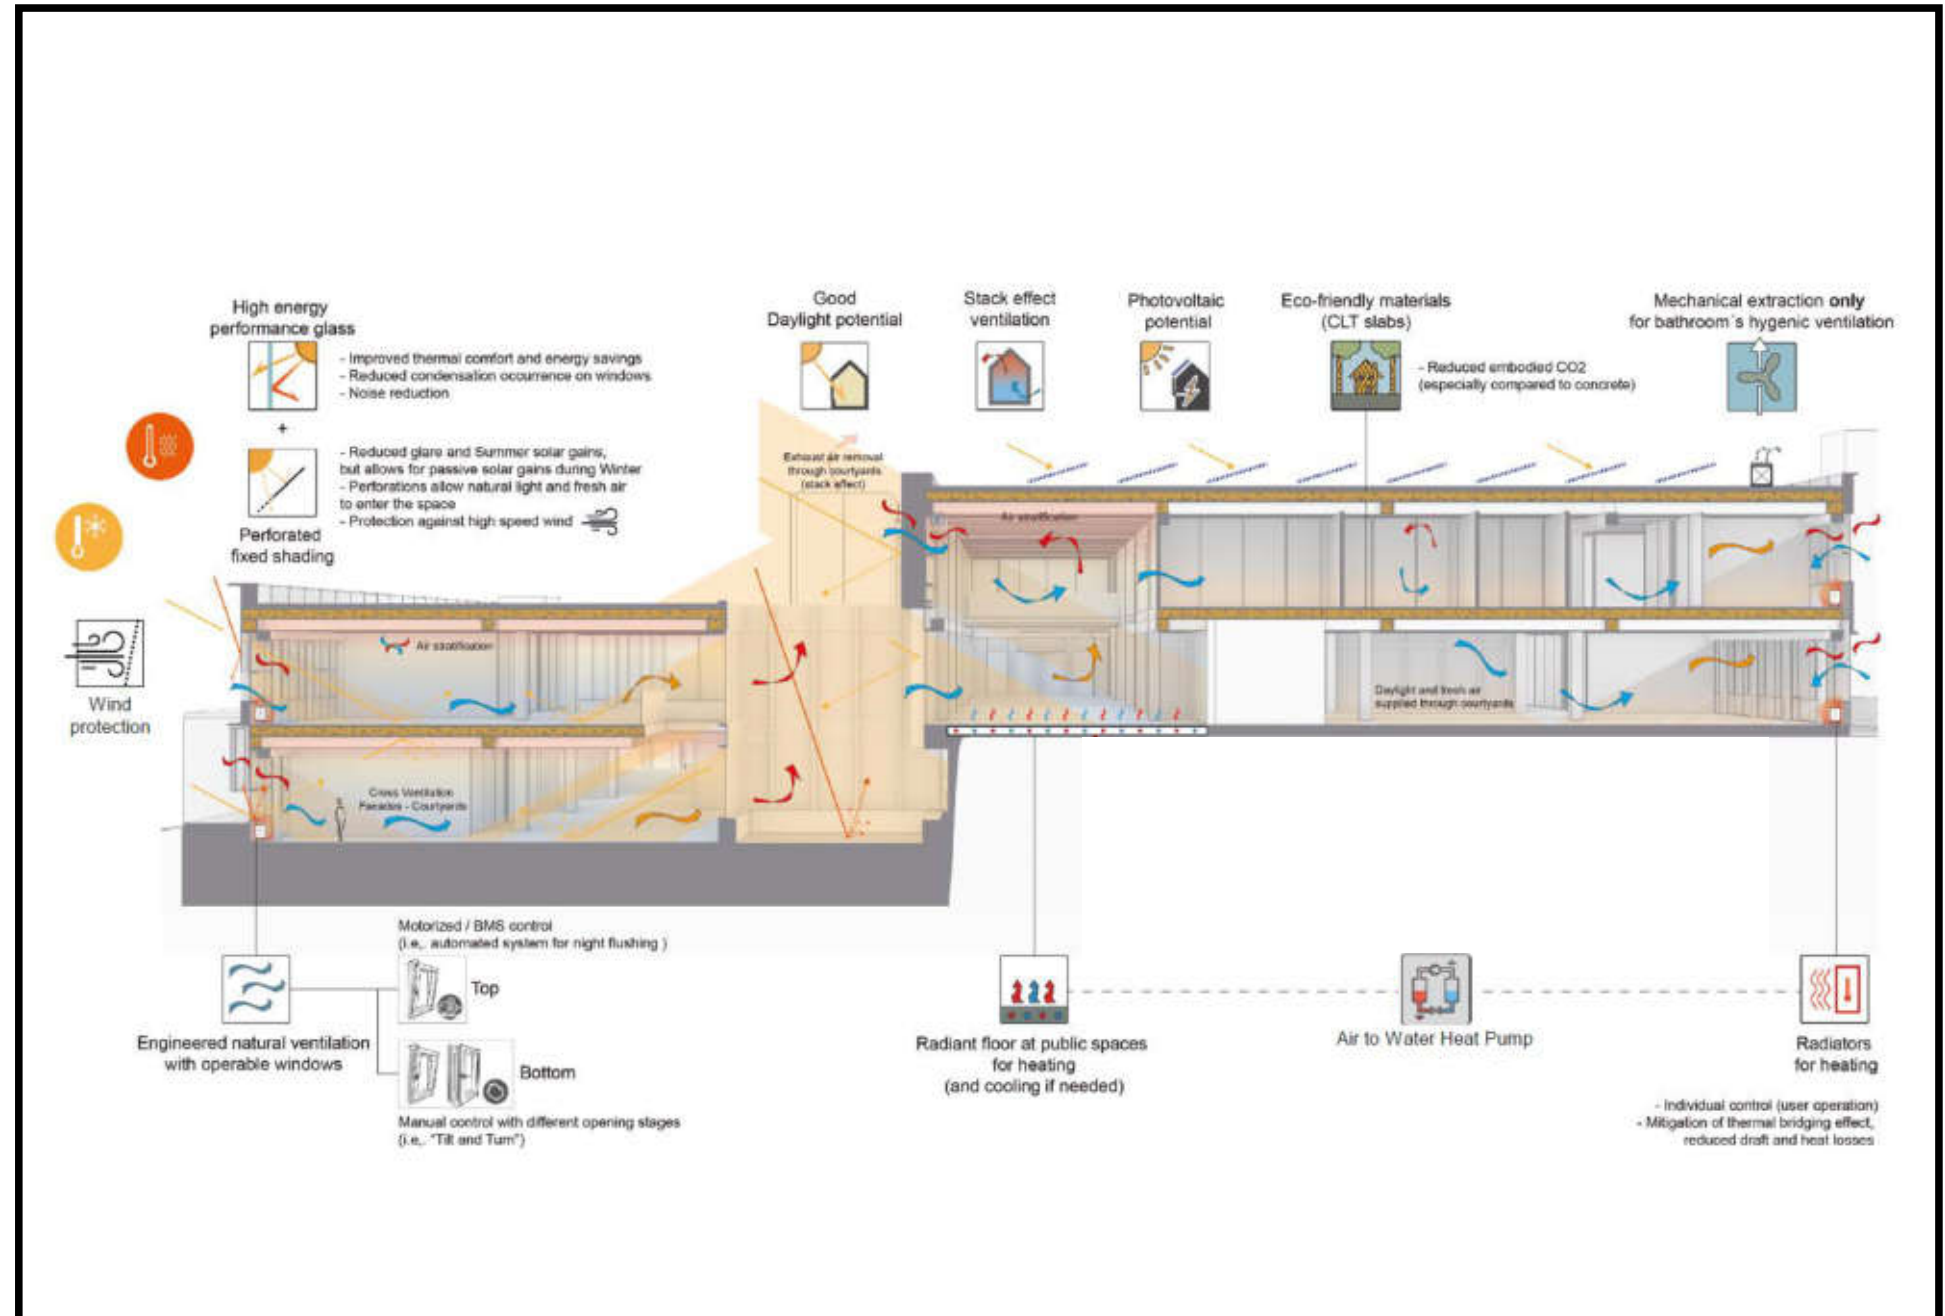 High energy
performance glass
- Improved thermal comfort and energy savings
- Reduced condensation occurrence on windows
- Noise reduction
+
- Reduced glare and Summer solar gains,
but allows for passive solar gains during Winter
- Perforations allow natural light and fresh air
to enter the space
- Protection against high speed wind
Perforated
fixed shading
Wind
protection
Good
Daylight potential
Stack effect
ventilation
Photovoltaic
potential
Eco-friendly materials
(CLT slabs)
- Reduced embodied CO2
(especially compared to concrete)
Mechanical extraction only
for bathroom´s hygenic ventilation
Exhaust air removal
through courtyards
(stack effect)
Air stratification
Air stratification
Cross Ventilation
Facades - Courtyards
Daylight and fresh air
supplied through courtyards
Motorized / BMS control
(i.e,. automated system for night flushing )
Top
Engineered natural ventilation
with operable windows
Bottom
Manual control with different opening stages
(i.e,. "Tilt and Turn")
Radiant floor at public spaces
for heating
(and cooling if needed)
Air to Water Heat Pump
Radiators
for heating
- Individual control (user operation)
- Mitigation of thermal bridging effect,
reduced draft and heat losses